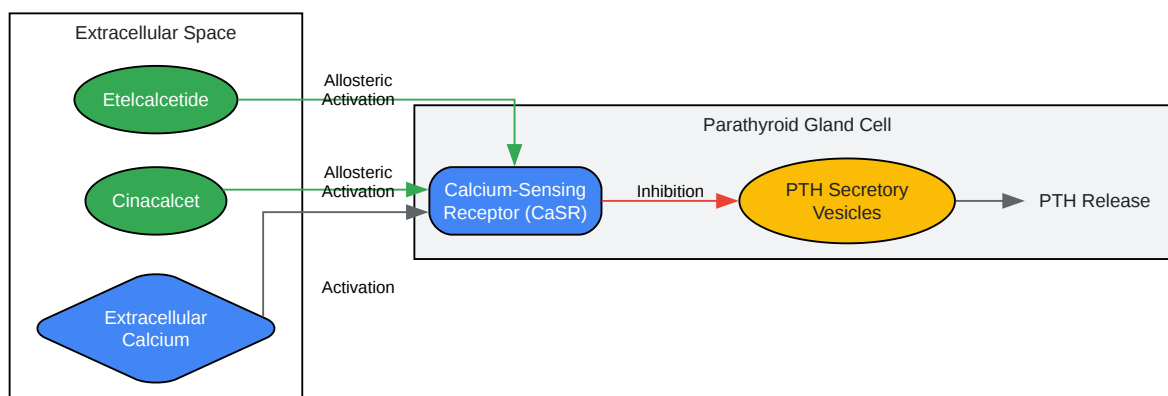 Extracellular Space
Etelcalcetide
Allosteric
Activation
Parathyroid Gland Cell
Cinacalcet
Allosteric
Activation
Calcium-Sensing
Receptor (CaSR)
Inhibition
PTH Secretory
Vesicles
PTH Release
Extracellular
Calcium
Activation